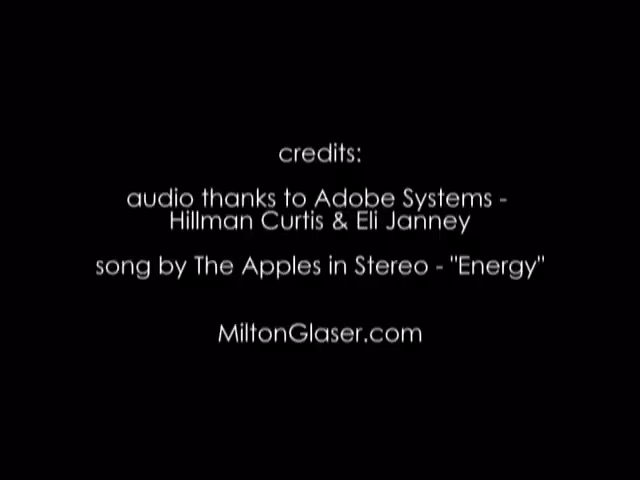 credits:
audio thanks to Adobe Systems -
Hillman Curtis & Eli Janney
song by The Apples in Stereo - "Energy"
MiltonGlaser.com